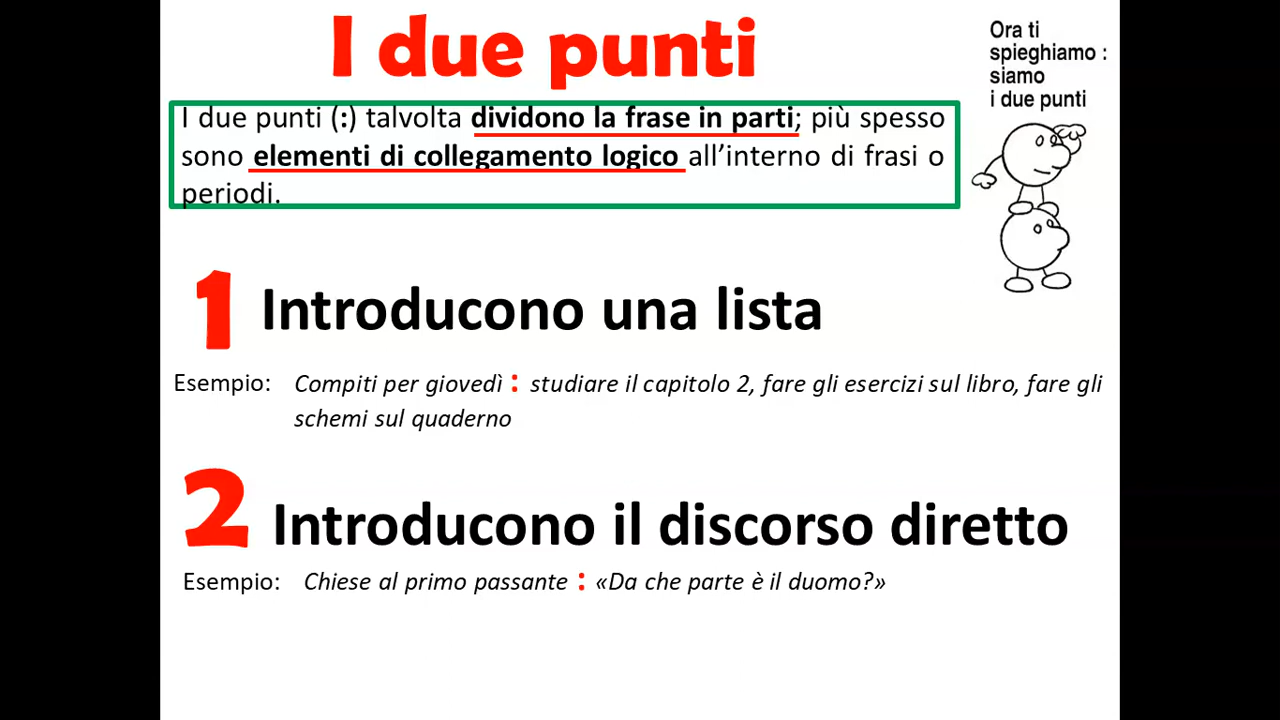 I due punti
Ora ti
spieghiamo :
siamo
i due punti
I due punti (:) talvolta dividono la frase in parti; più spesso
sono elementi di collegamento logico all’interno di frasi o
periodi.
1 Introducono una lista
Esempio: Compiti per giovedì : studiare il capitolo 2, fare gli esercizi sul libro, fare gli
schemi sul quaderno
2 Introducono il discorso diretto
Esempio: Chiese al primo passante : «Da che parte è il duomo?»